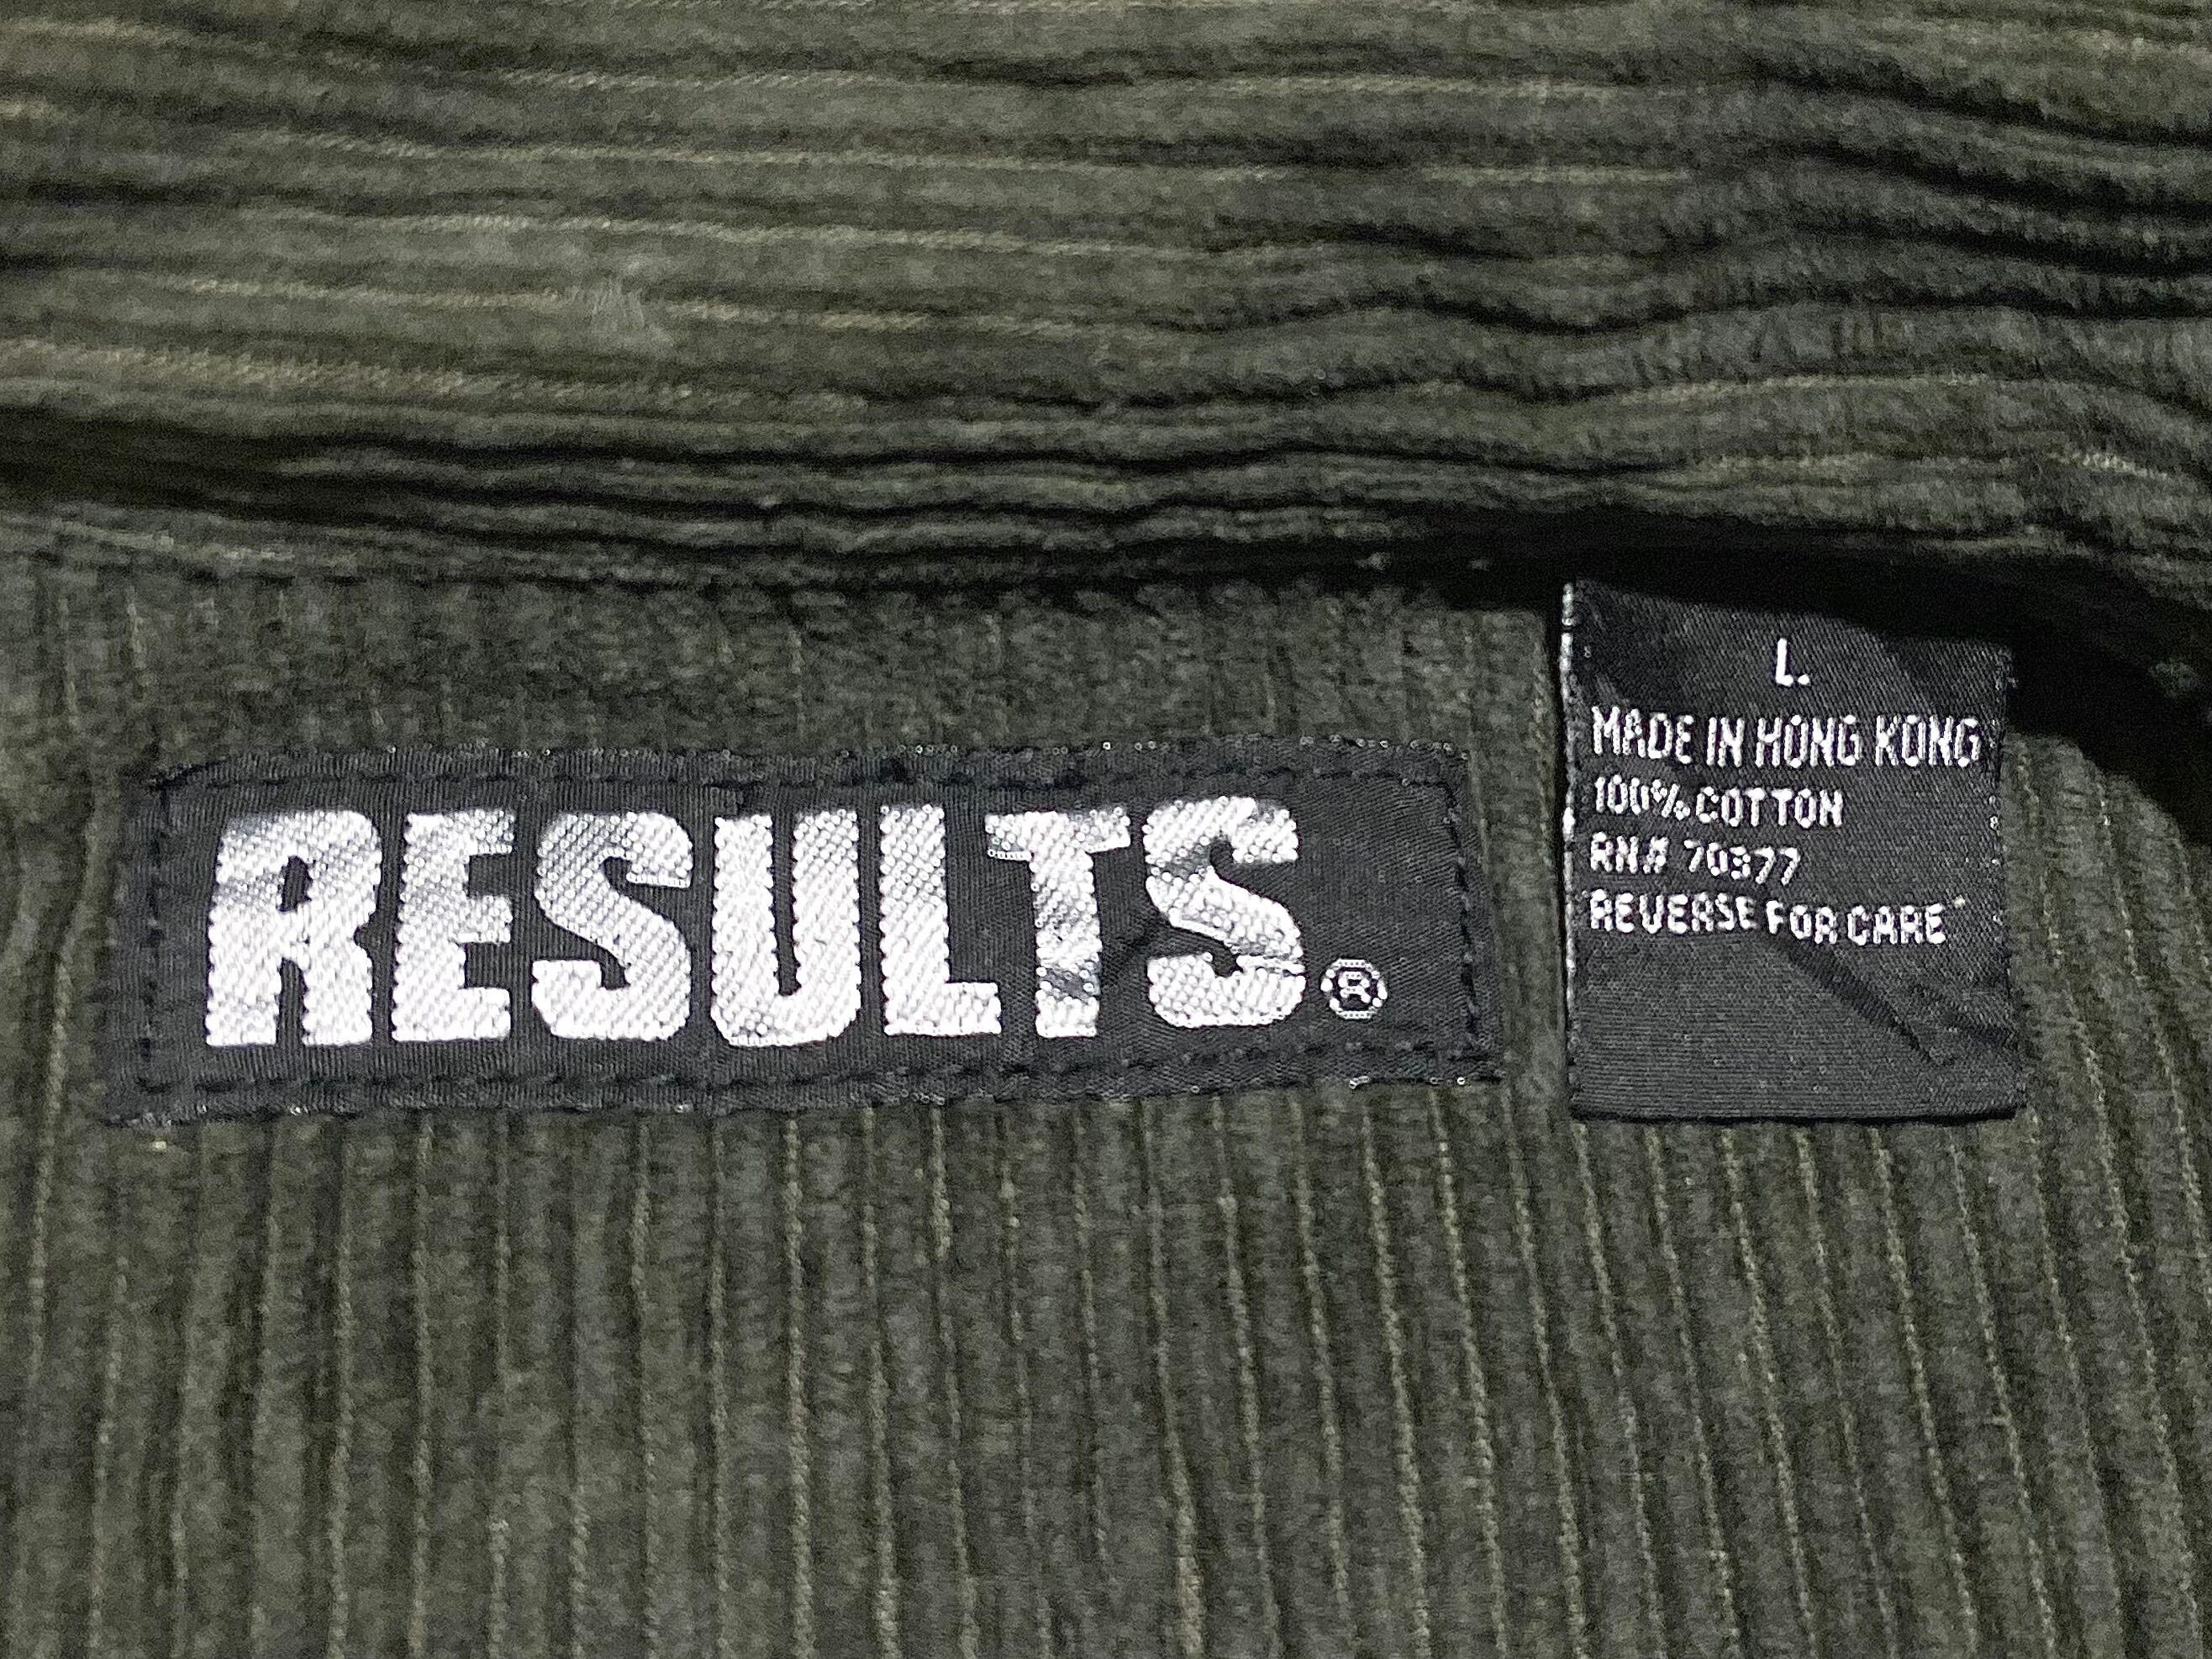 RESULTS®
L.
MADE IN HONG KONG
100% COTTON
RN# 70377
REVERSE FOR CARE